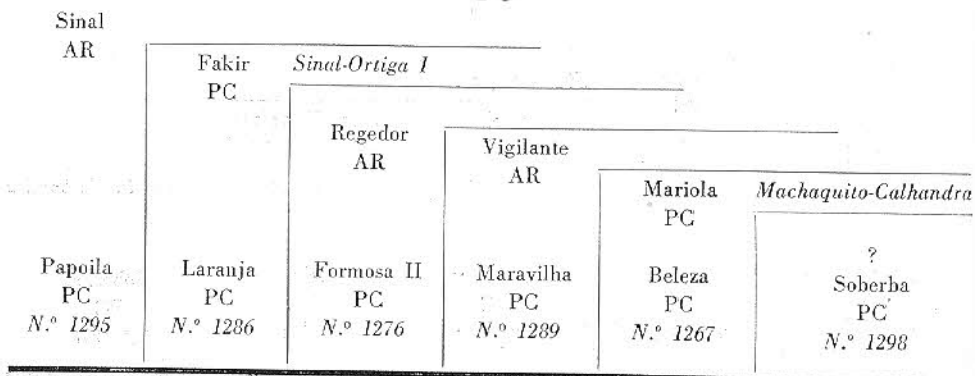 Sinal
AR
Fakir
PC
Sinal-Ortiga I
Regedor
AR
Vigilante
AR
Mariola
PC
Machaquito-Calhandra
Papoila
PC
N.º 1295
Laranja
PC
N.º 1286
Formosa II
PC
N.º 1276
Maravilha
PC
N.º 1289
Beleza
PC
N.º 1267
?
Soberba
PC
N.º 1298